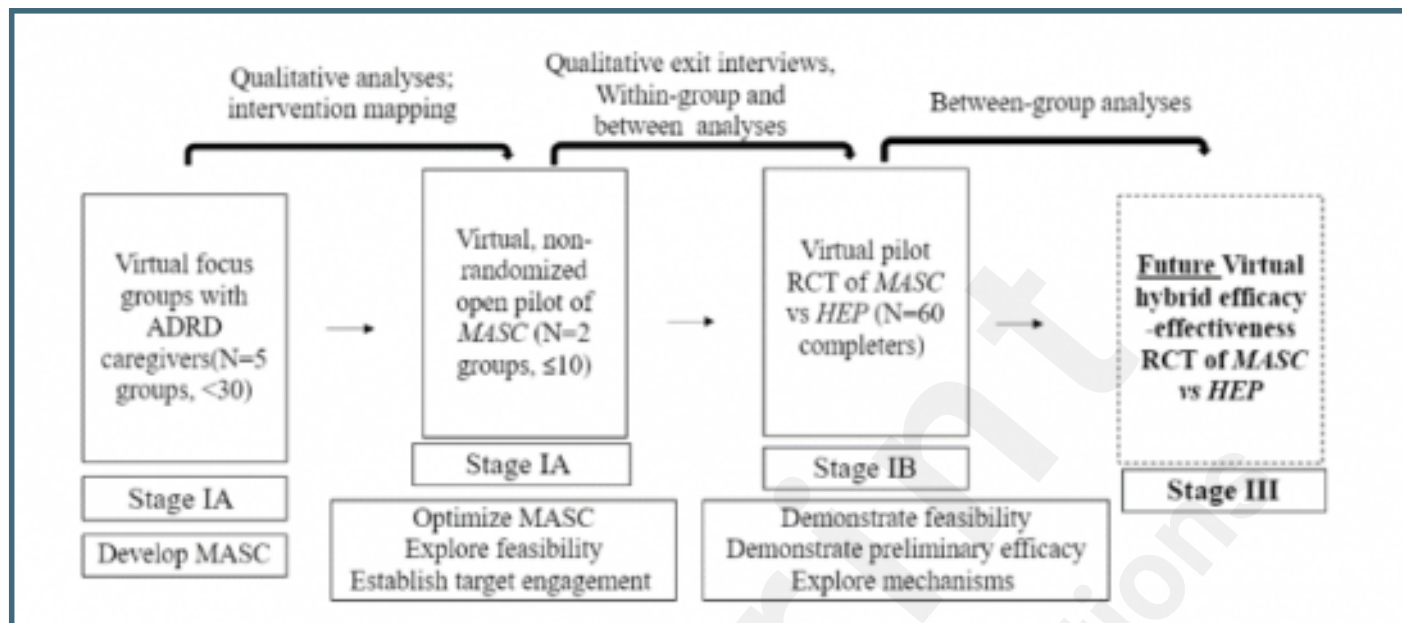 Qualitative analyses;
intervention mapping
Qualitative exit interviews,
Within-group and
between analyses
Between-group analyses
Virtual focus
groups with
ADRD
caregivers(N=5
groups, <30)
Stage IA
Develop MASC
Virtual, non-
randomized
open pilot of
MASC (N=2
groups, ≤10)
Stage IA
Optimize MASC
Explore feasibility
Establish target engagement
Virtual pilot
RCT of MASC
vs HEP (N=60
completers)
Stage IB
Demonstrate feasibility
Demonstrate preliminary efficacy
Explore mechanisms
Future Virtual
hybrid efficacy
-effectiveness
RCT of MASC
vs HEP
Stage III